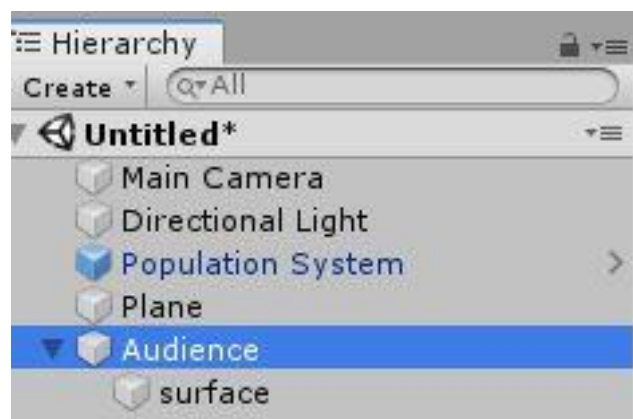 Hierarchy
Create All
Untitled*
Main Camera
Directional Light
Population System
Plane
Audience
surface